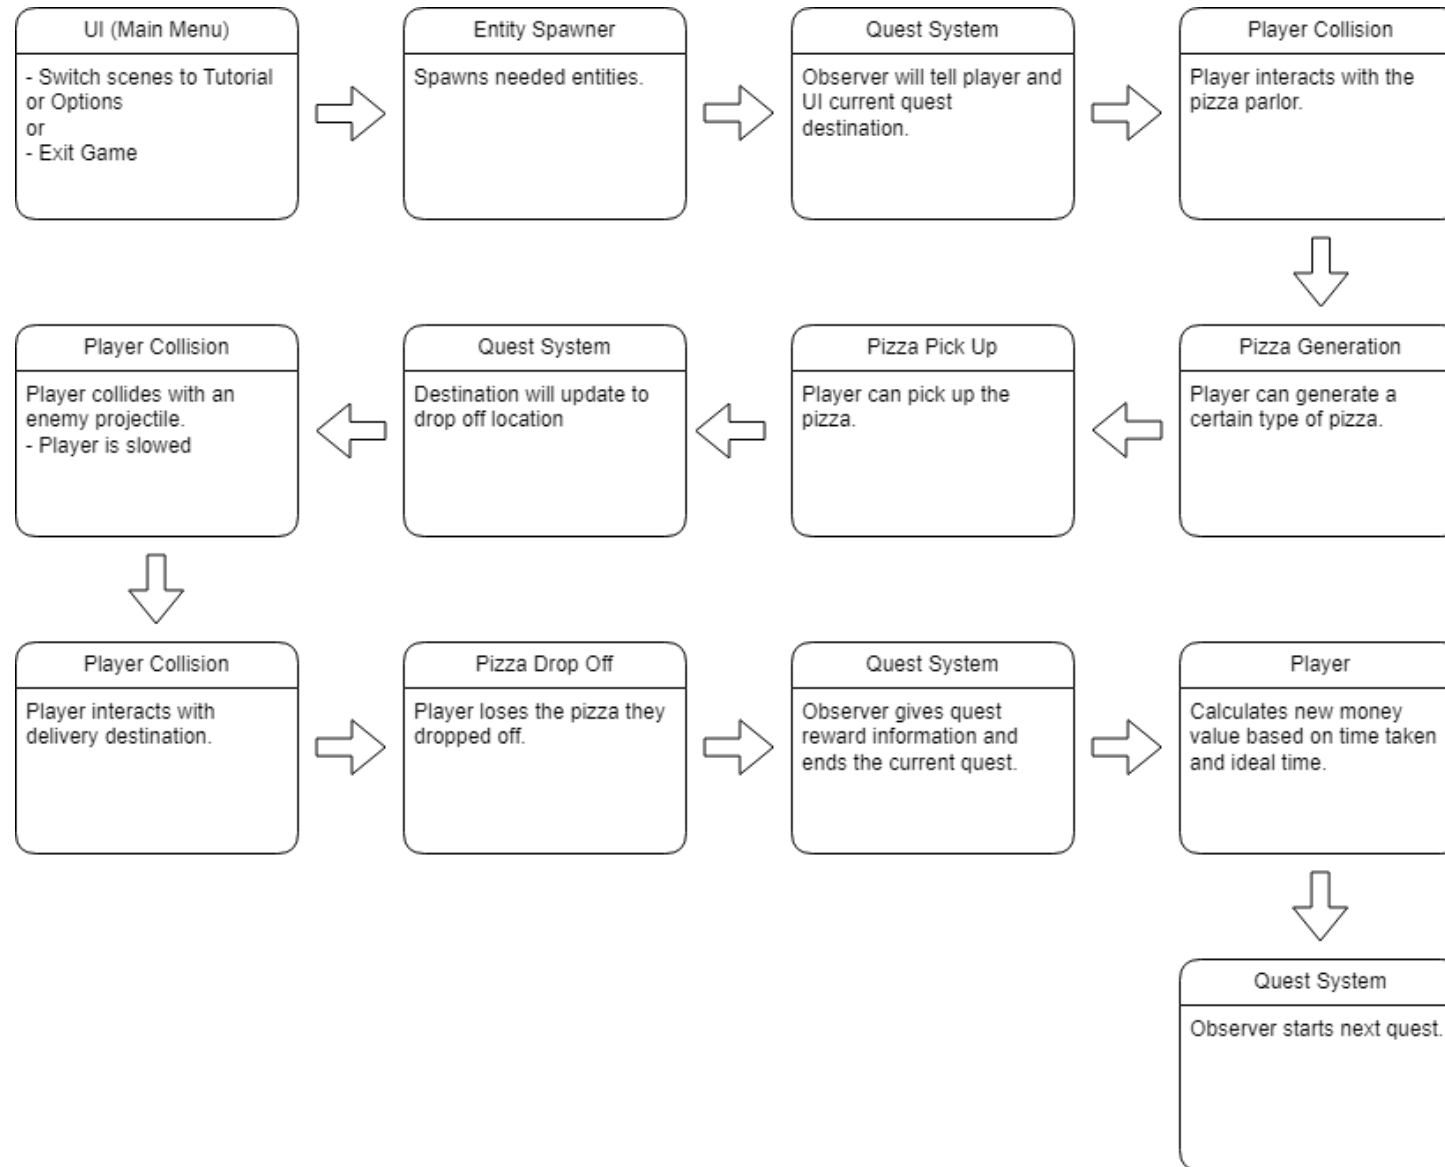 UI (Main Menu)
- Switch scenes to Tutorial
or Options
or
- Exit Game
Entity Spawner
Spawns needed entities.
Quest System
Observer will tell player and
UI current quest
destination.
Player Collision
Player interacts with the
pizza parlor.
Pizza Generation
Player can generate a
certain type of pizza.
Pizza Pick Up
Player can pick up the
pizza.
Quest System
Destination will update to
drop off location
Player Collision
Player collides with an
enemy projectile.
- Player is slowed
Player Collision
Player interacts with
delivery destination.
Pizza Drop Off
Player loses the pizza they
dropped off.
Quest System
Observer gives quest
reward information and
ends the current quest.
Player
Calculates new money
value based on time taken
and ideal time.
Quest System
Observer starts next quest.